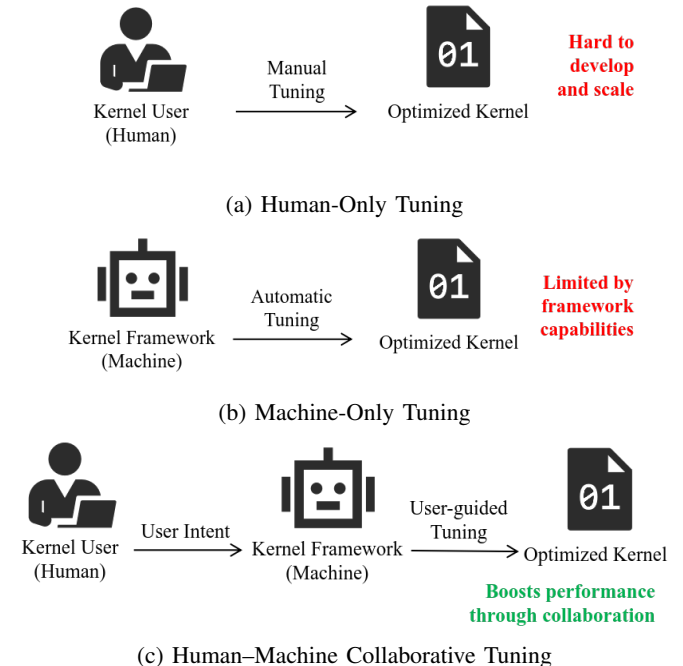 Manual
Tuning
Kernel User
(Human)
01
Optimized Kernel
Hard to
develop
and scale
(a) Human-Only Tuning
Automatic
Tuning
Kernel Framework
(Machine)
01
Optimized Kernel
Limited by
framework
capabilities
(b) Machine-Only Tuning
Kernel User
(Human)
User Intent
Kernel Framework
(Machine)
User-guided
Tuning
01
Optimized Kernel
Boosts performance
through collaboration
(c) Human–Machine Collaborative Tuning